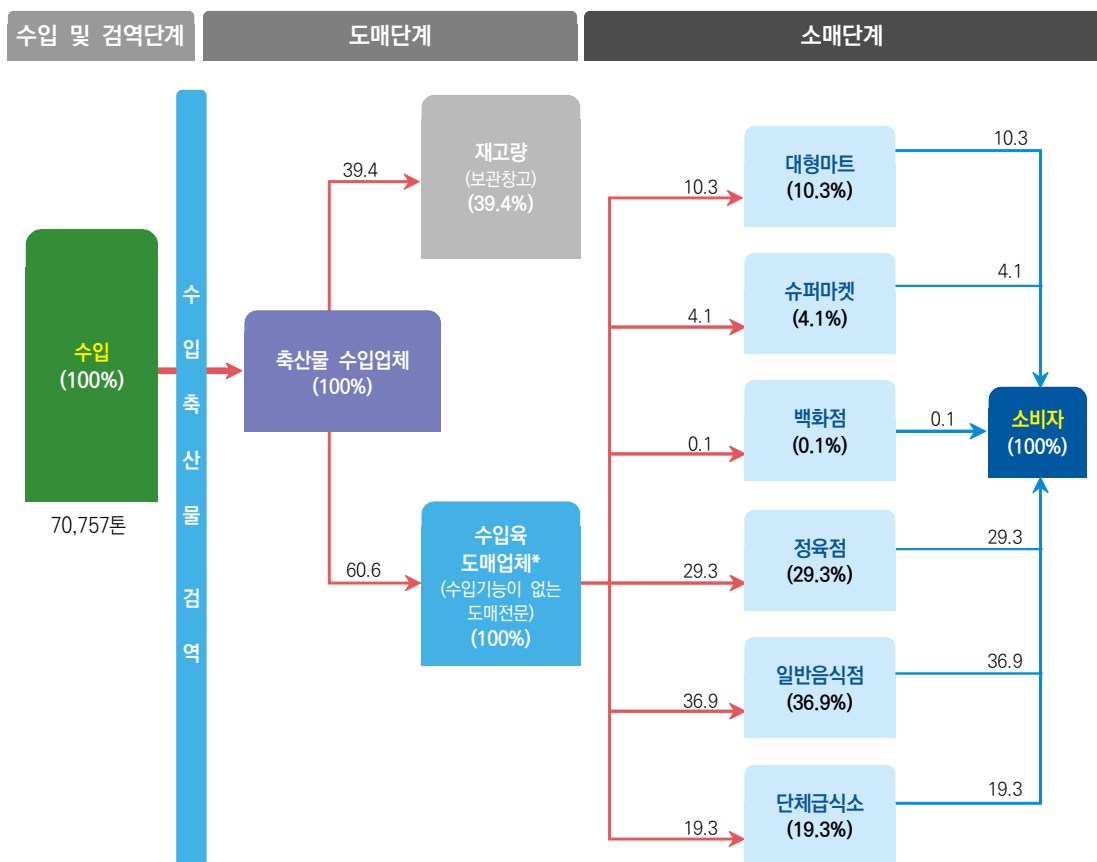 수입 및 검역단계
도매단계
소매단계
수입
(100%)
70,757톤
수입축산물 검역
축산물 수입업체
(100%)
39.4
재고량
(보관창고)
(39.4%)
60.6
수입육
도매업체*
(수입기능이 없는
도매전문)
(100%)
10.3
대형마트
(10.3%)
10.3
4.1
슈퍼마켓
(4.1%)
4.1
0.1
백화점
(0.1%)
0.1
소비자
(100%)
29.3
정육점
(29.3%)
29.3
36.9
일반음식점
(36.9%)
36.9
19.3
단체급식소
(19.3%)
19.3